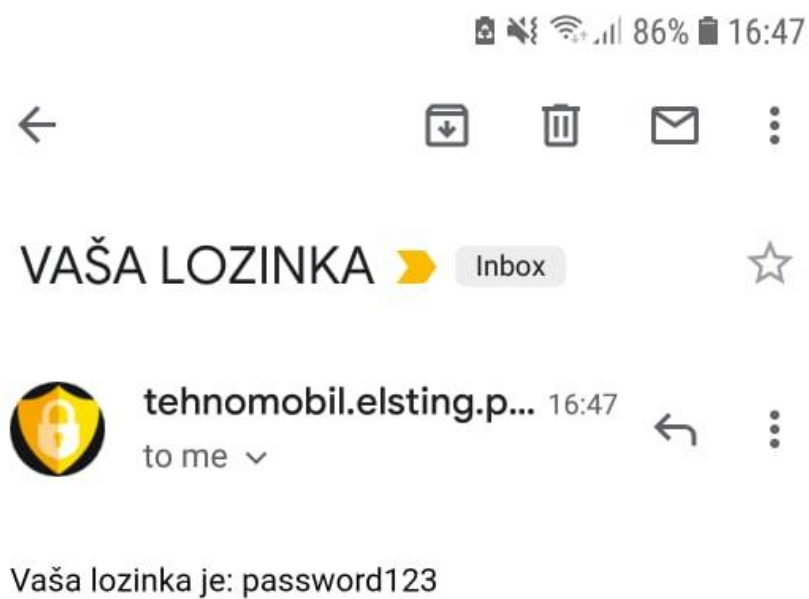 86% 16:47
VAŠA LOZINKA Inbox
tehnomobil.elsting.p... 16:47
to me
Vaša lozinka je: password123